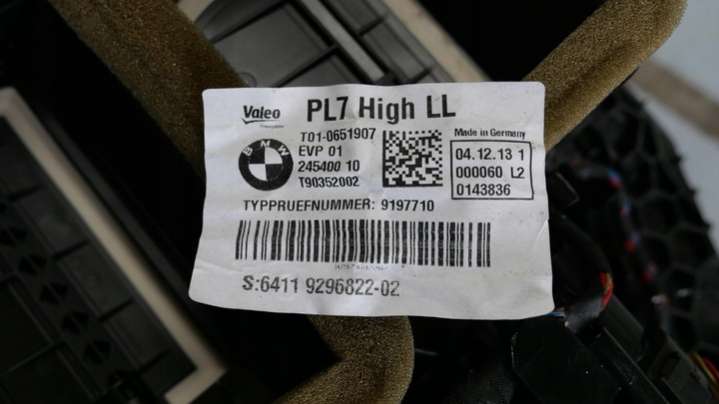 Valeo
PL7 High LL
T01-0651907
EVP 01
245400 10
T90352002
BMW
Made in Germany
04.12.13 1
000060 L2
0143836
TYPPRUEFNUMMER: 9197710
S:6411 9296822-02